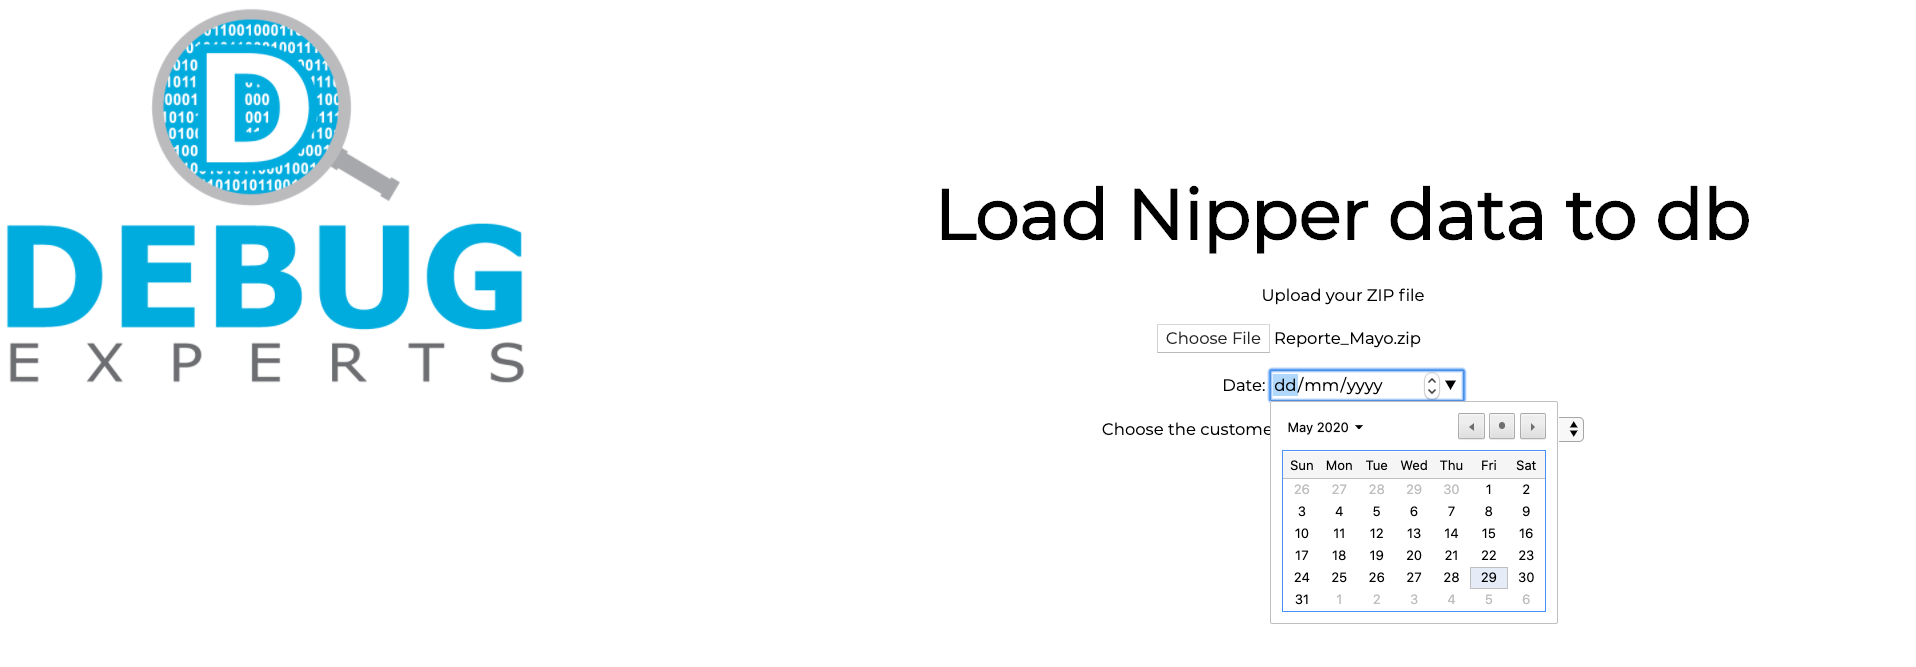 D
DEBUG
EXPERTS
Load Nipper data to db
Upload your ZIP file
Choose File Reporte_Mayo.zip
Date: dd/mm/yyyy
Choose the custome
May 2020
Sun Mon Tue Wed Thu Fri Sat
26 27 28 29 30 1 2
3 4 5 6 7 8 9
10 11 12 13 14 15 16
17 18 19 20 21 22 23
24 25 26 27 28 29 30
31 1 2 3 4 5 6